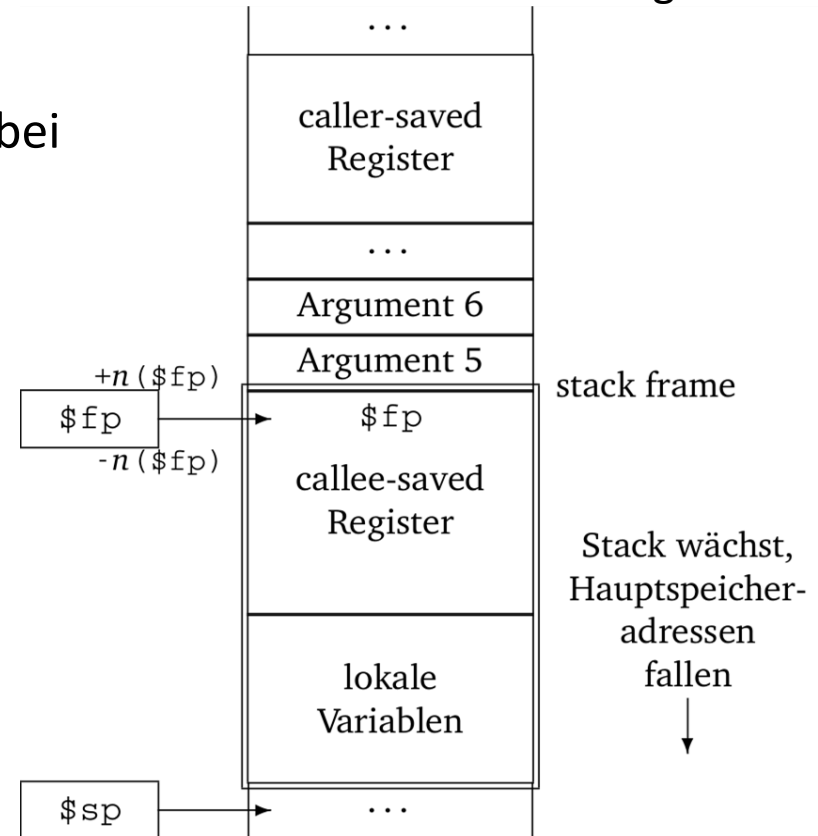 g
...
bei
caller-saved
Register
...
Argument 6
Argument 5
+n($fp)
stack frame
$fp
$fp
-n($fp)
callee-saved
Register
Stack wächst,
Hauptspeicher-
adressen
fallen
lokale
Variablen
$sp
...